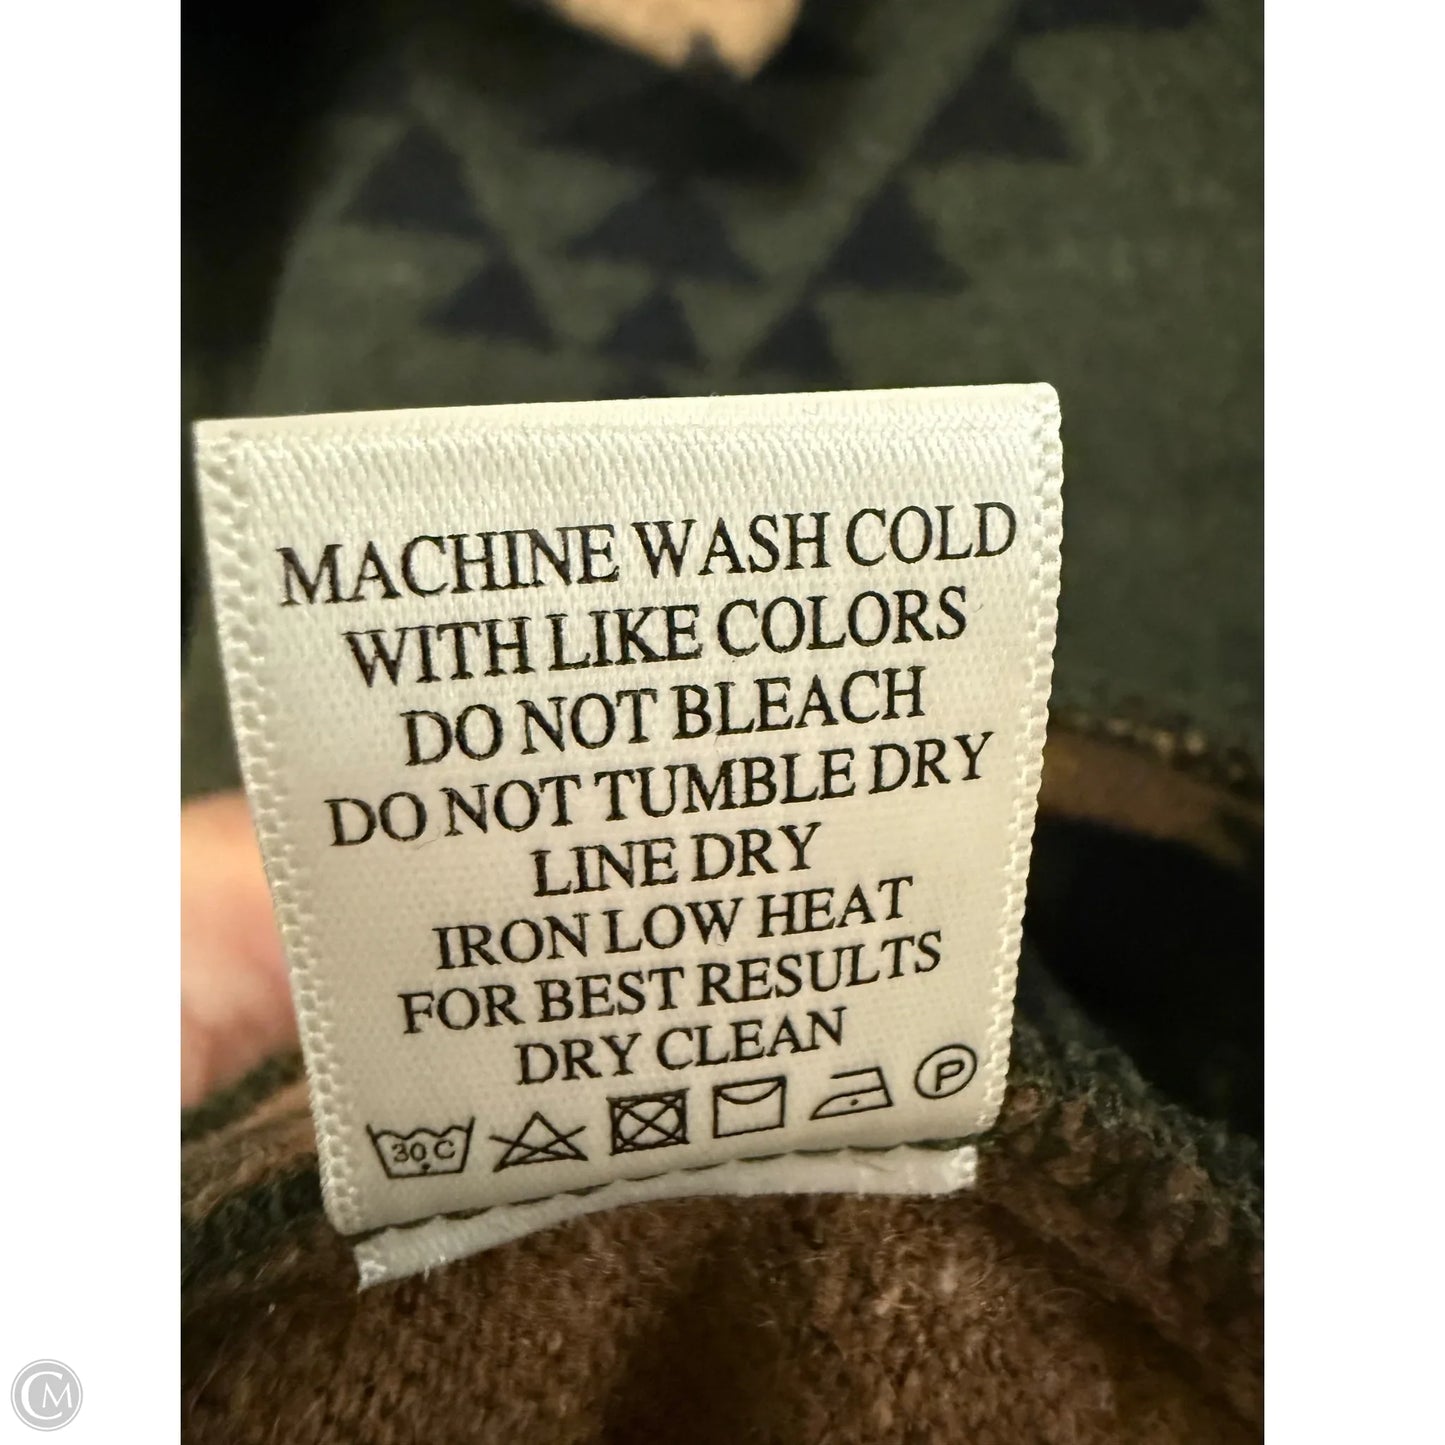 MACHINE WASH COLD
WITH LIKE COLORS
DO NOT BLEACH
DO NOT TUMBLE DRY
LINE DRY
IRON LOW HEAT
FOR BEST RESULTS
DRY CLEAN
30 C P
CM